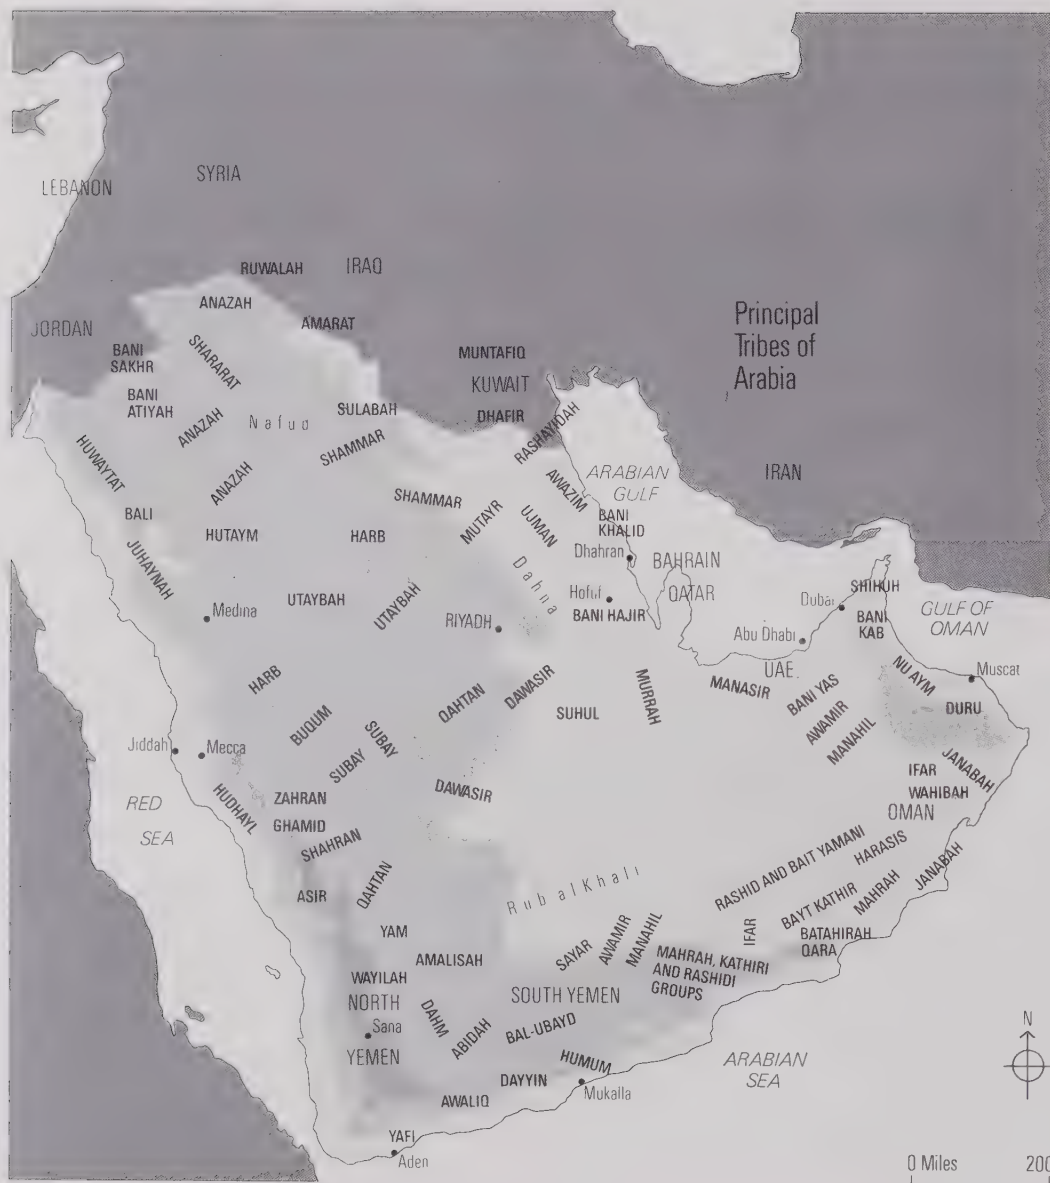 SYRIA
LEBANON
RUWALAH
IRAQ
ANAZAH
JORDAN
AMARAT
Principal
Tribes of
Arabia
BANI
SAKHR
SHARARAT
MUNTAFIQ
KUWAIT
BANI
ATIYAH
ANAZAH
Nafud
SULABAH
DHAFIR
RASHAYIDAH
SHAMMAR
HUWAYTAT
ANAZAH
ARABIAN
GULF
IRAN
SHAMMAR
AWAZIM
BALI
MUTAYR
UJMAN
BANI
KHALID
HUTAYM
HARB
JUHAYNAH
Dahna
Dhahran
BAHRAIN
QATAR
Medina
UTAYBAH
UTAYBAH
RIYADH
Hofuf
BANI HAJIR
SHIHUH
Dubai
BANI
KAB
GULF OF
OMAN
Abu Dhabi
UAE
Muscat
HARB
QAHTAN
DAWASIR
SUHUL
MURRAH
MANASIR
BANI YAS
NUAYM
DURU
AWAMIR
MANAHIL
BUQUM
SUBAY
SUBAY
Jiddah
Mecca
JANABAH
IFAR
WAHIBAH
OMAN
RED
SEA
HUDHAYL
ZAHRAN
GHAMID
SHAHRAN
DAWASIR
ASIR
QAHTAN
Rub al Khali
RASHID AND BAIT YAMANI
HARASIS
JANABAH
BAYT KATHIR
MAHRAH
YAM
AMALISAH
SAYAR
AWAMIR
MANAHIL
IFAR
BATAHIRAH
QARA
MAHRAH, KATHIRI
AND RASHIDI
GROUPS
WAYILAH
NORTH
YEMEN
Sana
DAHM
ABIDAH
SOUTH YEMEN
BAL-UBAYD
HUMUM
DAYYIN
Mukalla
AWALIQ
YAFI
Aden
ARABIAN
SEA
N
0 Miles 200